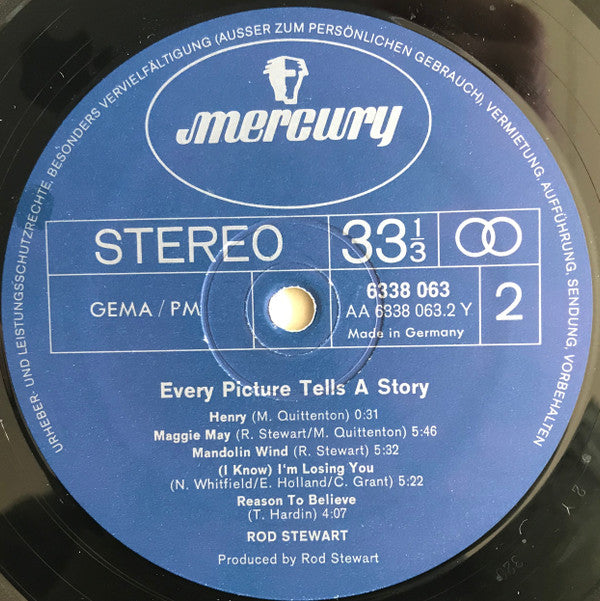 URHEBER- UND LEISTUNGSSCHUTZRECHTE, BESONDERS VERVIELFÄLTIGUNG (AUSSER ZUM PERSÖNLICHEN GEBRAUCH), VERMIETUNG, AUFFÜHRUNG, SENDUNG, VORBEHALTEN
mercury
STEREO 33 1/3
GEMA / PM
6338 063
AA 6338 063.2 Y
Made in Germany
2
Every Picture Tells A Story
Henry (M. Quittenton) 0:31
Maggie May (R. Stewart/M. Quittenton) 5:46
Mandolin Wind (R. Stewart) 5:32
(I Know) I'm Losing You
(N. Whitfield/E. Holland/C. Grant) 5:22
Reason To Believe
(T. Hardin) 4:07
ROD STEWART
Produced by Rod Stewart